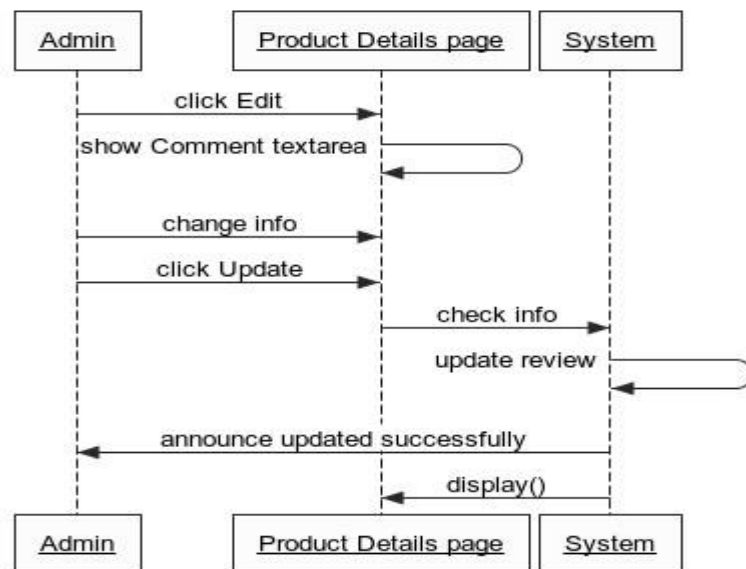 Admin
Product Details page
System
click Edit
show Comment textarea
change info
click Update
check info
update review
announce updated successfully
display()
Admin
Product Details page
System